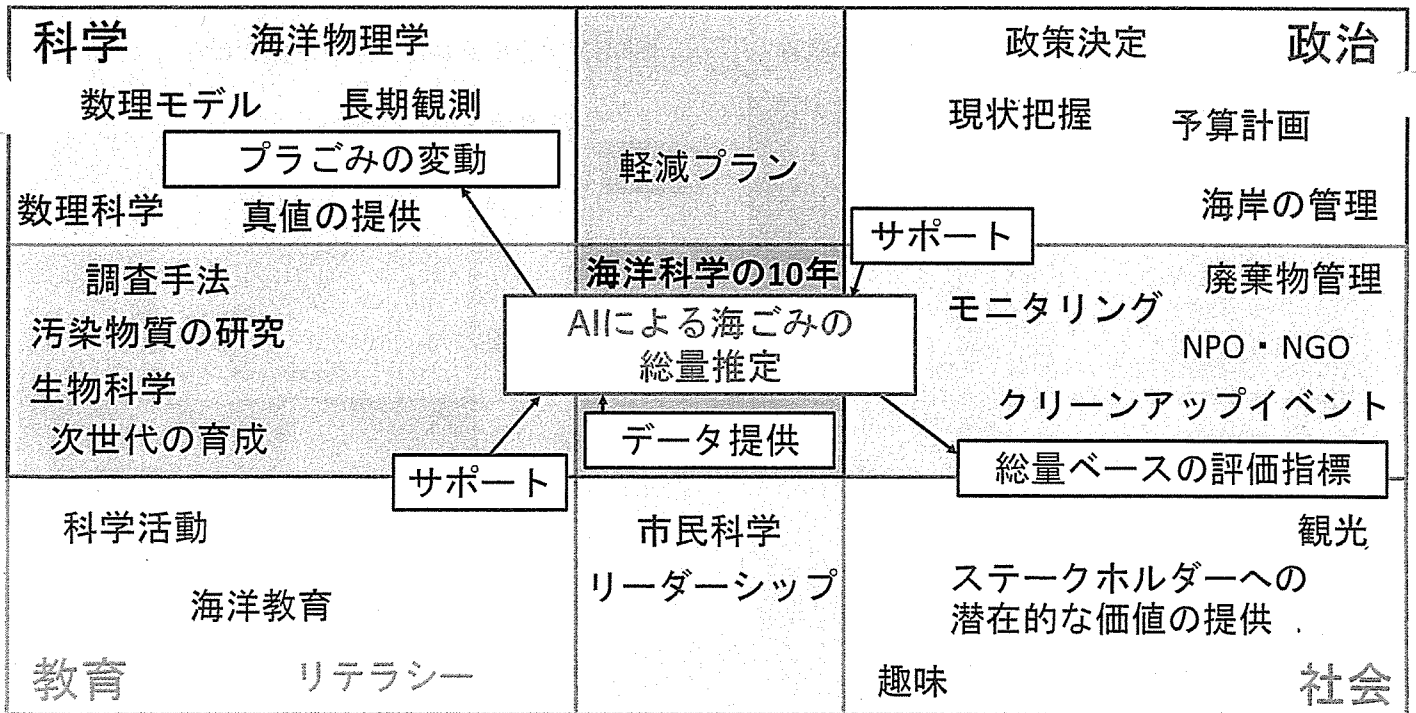 科学
海洋物理学
数理モデル
長期観測
プラごみの変動
数理科学
真値の提供
軽減プラン
政策決定
政治
現状把握
予算計画
海岸の管理
サポート
調査手法
汚染物質の研究
生物科学
次世代の育成
サポート
海洋科学の10年
AIによる海ごみの
総量推定
データ提供
廃棄物管理
モニタリング
NPO・NGO
クリーンアップイベント
総量ベースの評価指標
科学活動
海洋教育
教育
リテラシー
市民科学
リーダーシップ
観光
ステークホルダーへの
潜在的な価値の提供
趣味
社会